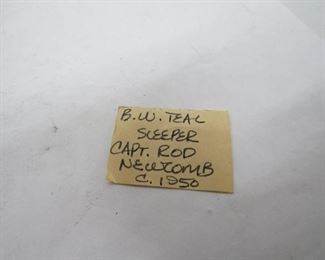 B.W. TEAL
SLEEPER
CAPT. ROD
NEWCOMB
C. 1950